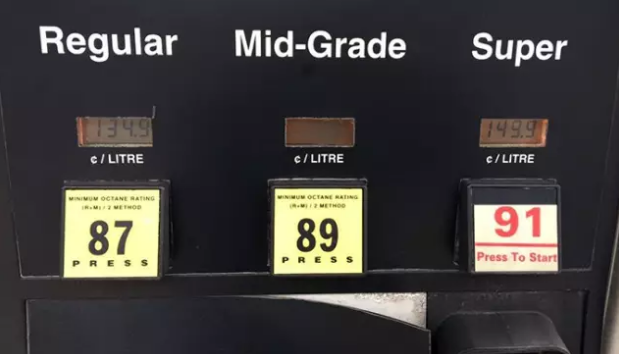 Regular Mid-Grade Super
134.9 149.9
¢ / LITRE ¢ / LITRE ¢ / LITRE
MINIMUM OCTANE RATING
(R+M) / 2 METHOD
87
PRESS
MINIMUM OCTANE RATING
(R+M) / 2 METHOD
89
PRESS
91
Press To Start